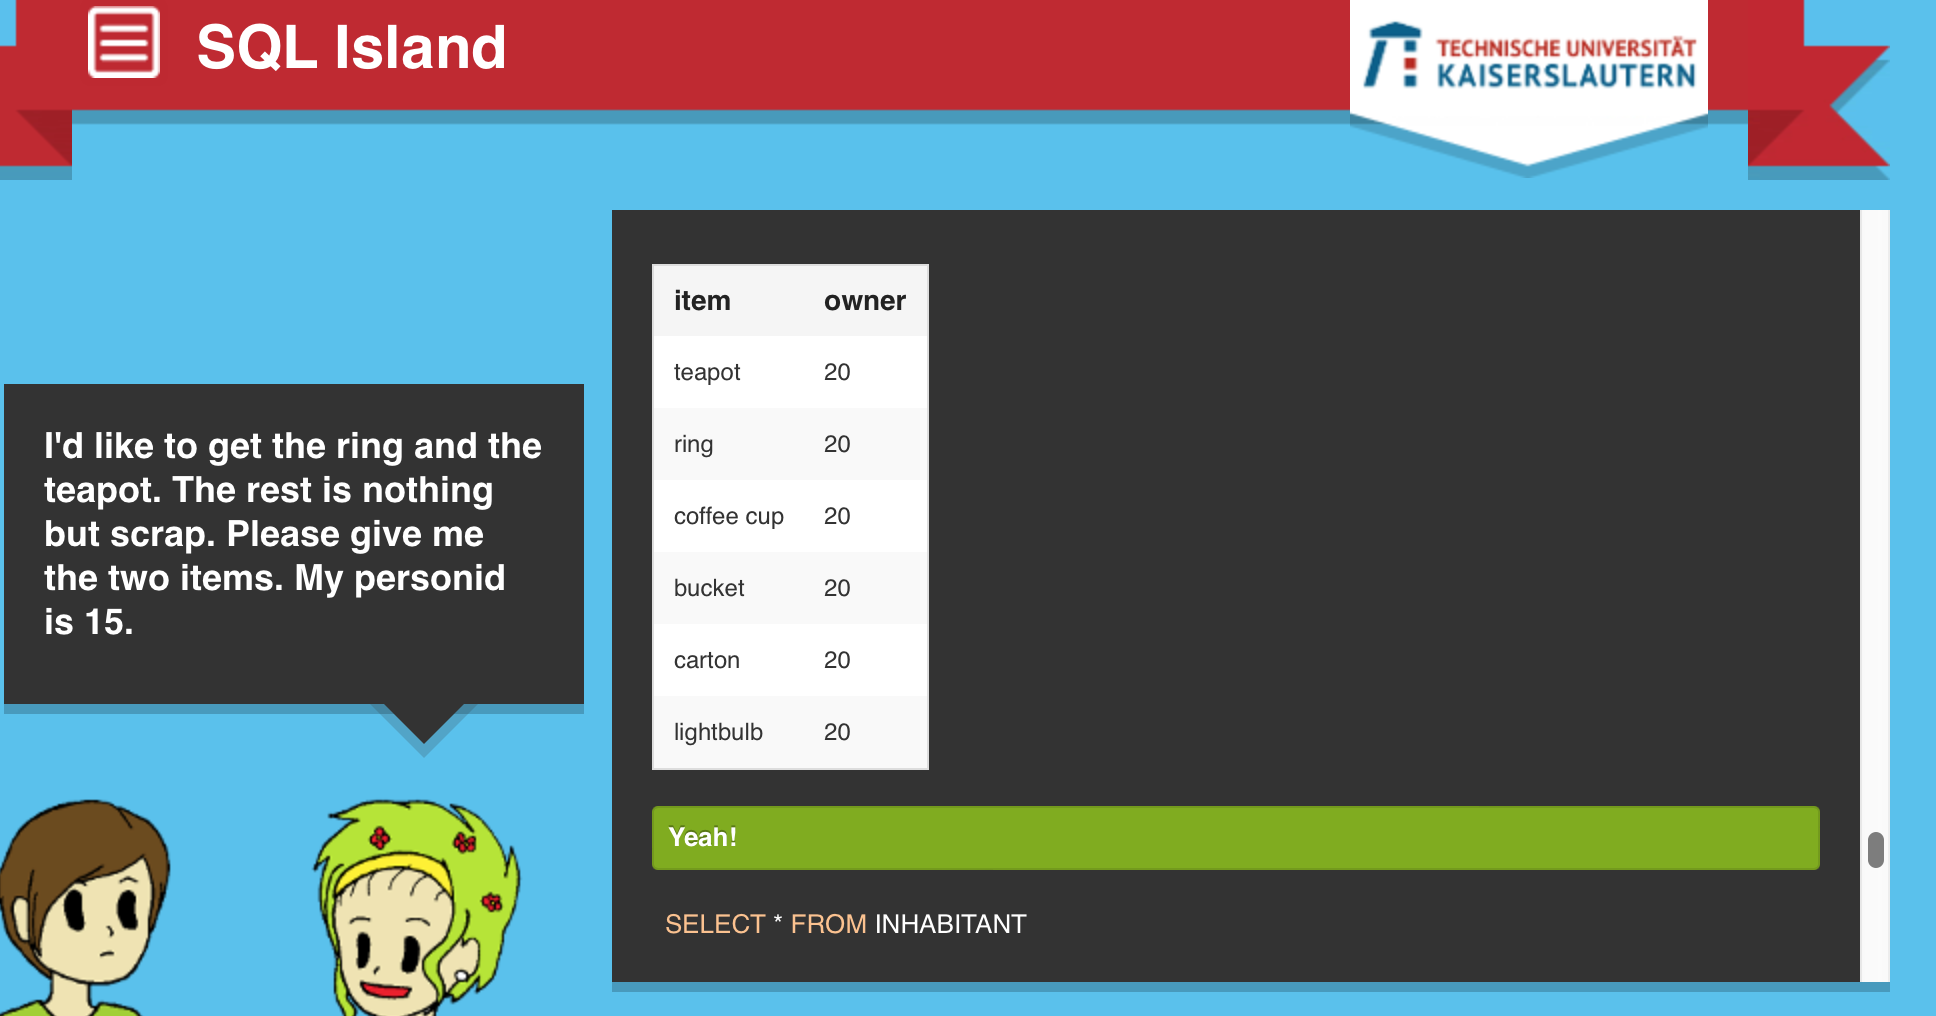 SQL Island
TECHNISCHE UNIVERSITÄT
KAISERSLAUTERN
I'd like to get the ring and the
teapot. The rest is nothing
but scrap. Please give me
the two items. My personid
is 15.
item owner
teapot 20
ring 20
coffee cup 20
bucket 20
carton 20
lightbulb 20
Yeah!
SELECT * FROM INHABITANT